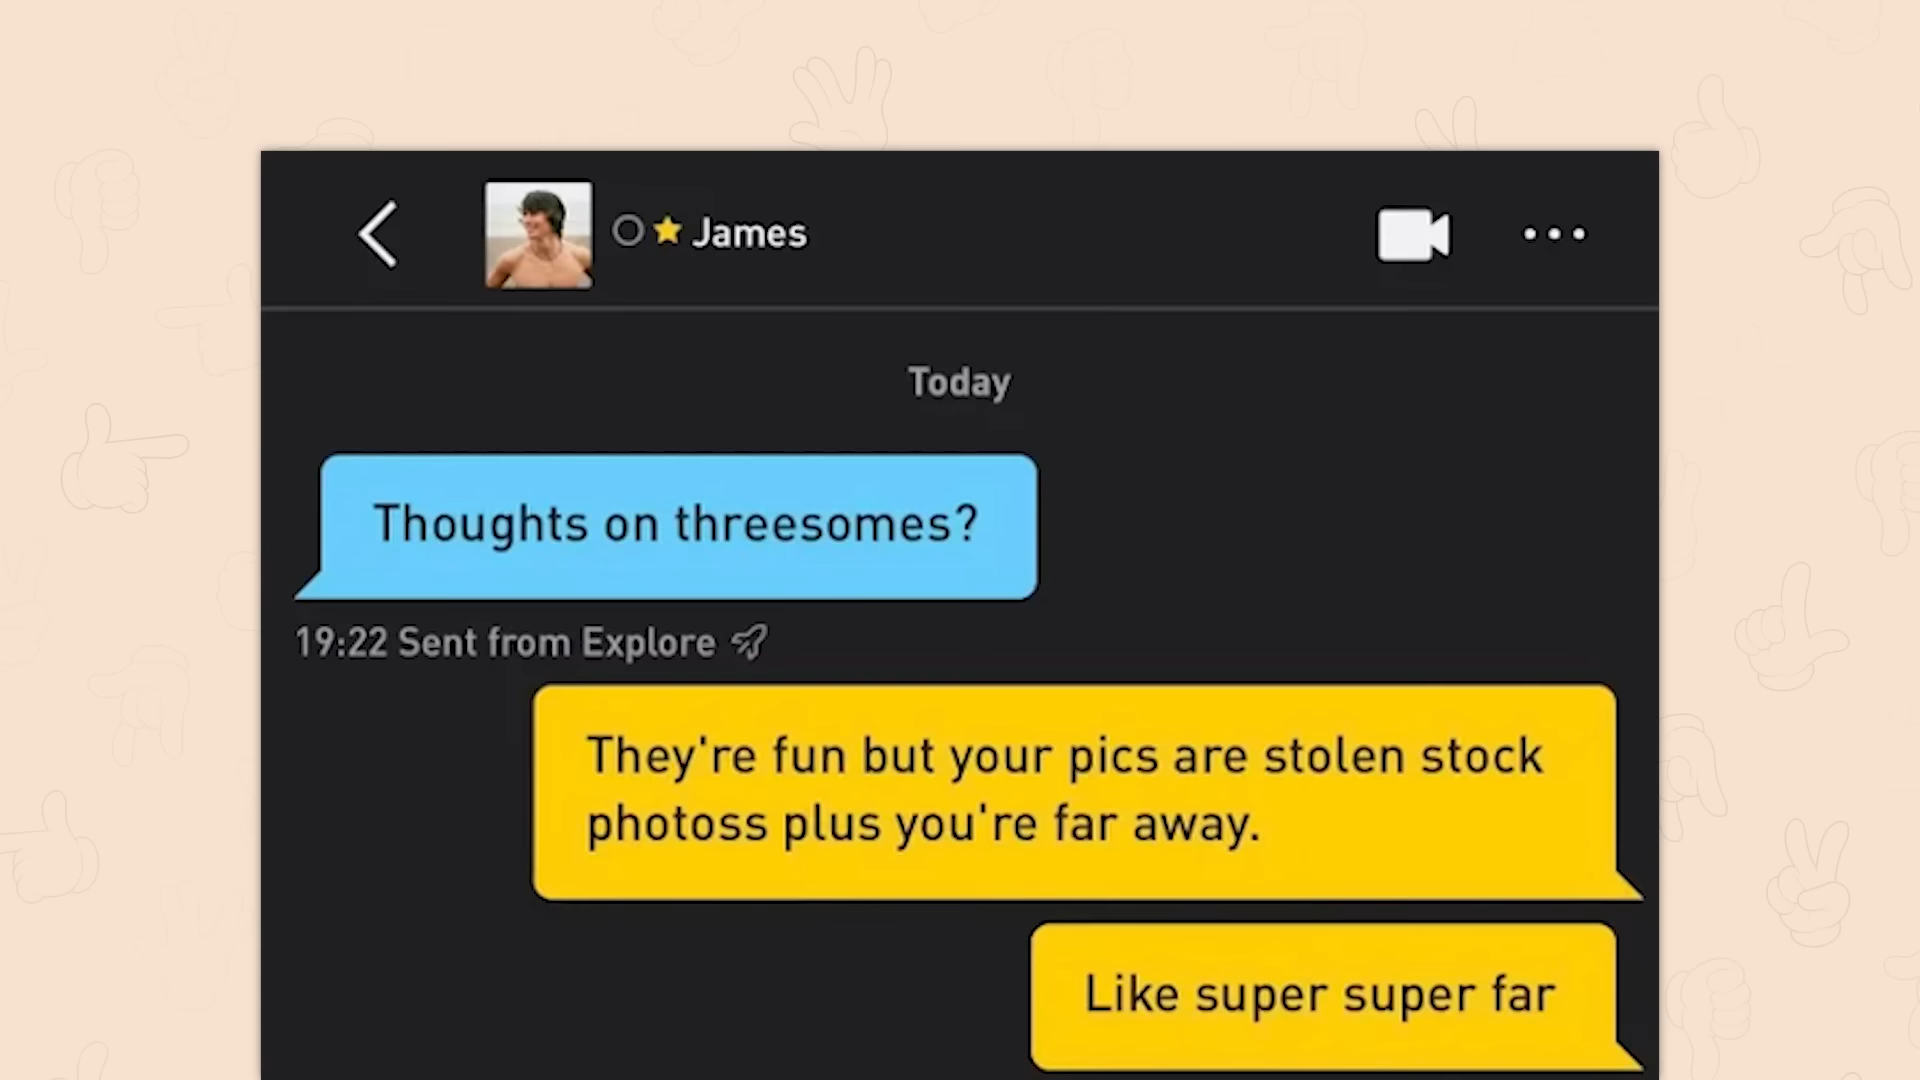 James
Today
Thoughts on threesomes?
19:22 Sent from Explore
They're fun but your pics are stolen stock
photoss plus you're far away.
Like super super far